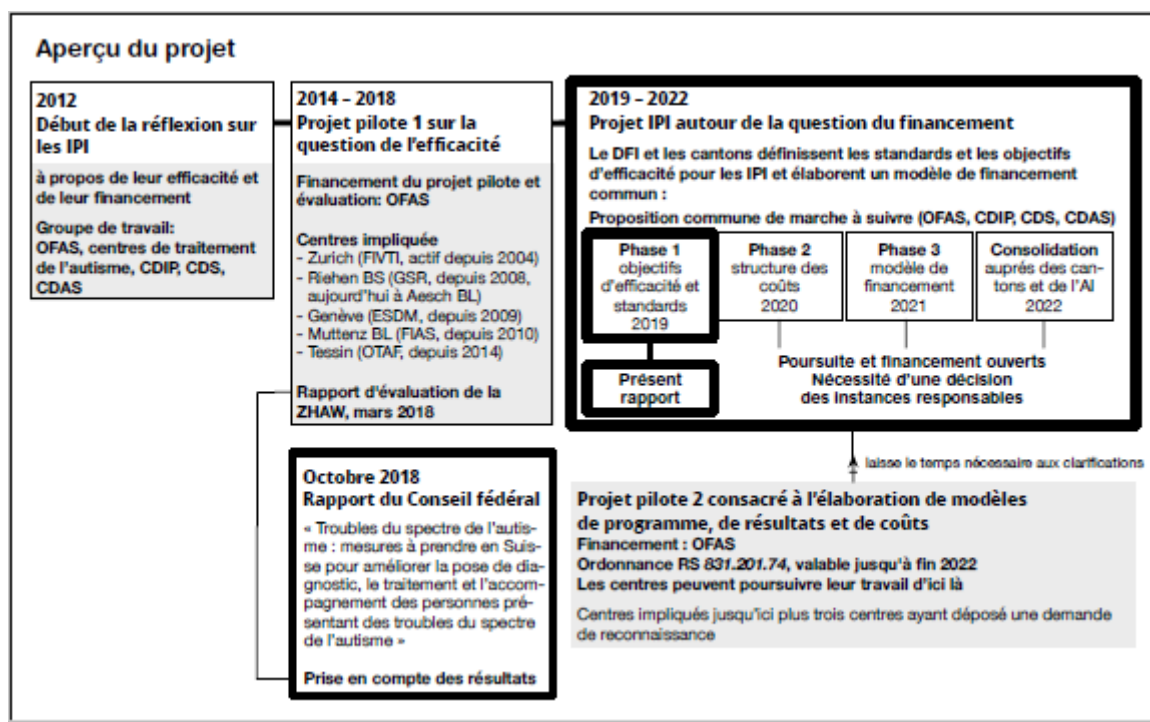 Aperçu du projet
2012
Début de la réflexion sur
les IPI
à propos de leur efficacité et
de leur financement
Groupe de travail:
OFAS, centres de traitement
de l'autisme, CDIP, CDS,
CDAS
2014 – 2018
Projet pilote 1 sur la
question de l'efficacité
Financement du projet pilote et
évaluation: OFAS
Centres impliquée
- Zurich (FIVTI, actif depuis 2004)
- Riehen BS (GSR, depuis 2008,
aujourd'hui à Aesch BL)
- Genève (ESDM, depuis 2009)
- Muttenz BL (FIAS, depuis 2010)
- Tessin (OTAF, depuis 2014)
Rapport d'évaluation de la
ZHAW, mars 2018
Octobre 2018
Rapport du Conseil fédéral
« Troubles du spectre de l'autis-
me : mesures à prendre en Suis-
se pour améliorer la pose de dia-
gnostic, le traitement et l'accom-
pagnement des personnes pré-
sentant des troubles du spectre
de l'autisme »
Prise en compte des résultats
2019 – 2022
Projet IPI autour de la question du financement
Le DFI et les cantons définissent les standards et les objectifs
d'efficacité pour les IPI et élaborent un modèle de financement
commun :
Proposition commune de marche à suivre (OFAS, CDIP, CDS, CDAS)
Phase 1
objectifs
d'efficacité et
standards
2019
Présent
rapport
Phase 2
structure des
coûts
2020
Phase 3
modèle de
financement
2021
Consolidation
auprés des can-
tons et de l'AI
2022
Poursuite et financement ouverts
Nécessité d'une décision
des instances responsables
laisse le temps nécessaire aux clarifications
Projet pilote 2 consacré à l'élaboration de modèles
de programme, de résultats et de coûts
Financement : OFAS
Ordonnance RS 831.201.74, valable jusqu'à fin 2022
Les centres peuvent poursuivre leur travail d'ici là
Centres impliqués jusqu'ici plus trois centres ayant déposé une demande
de reconnaissance